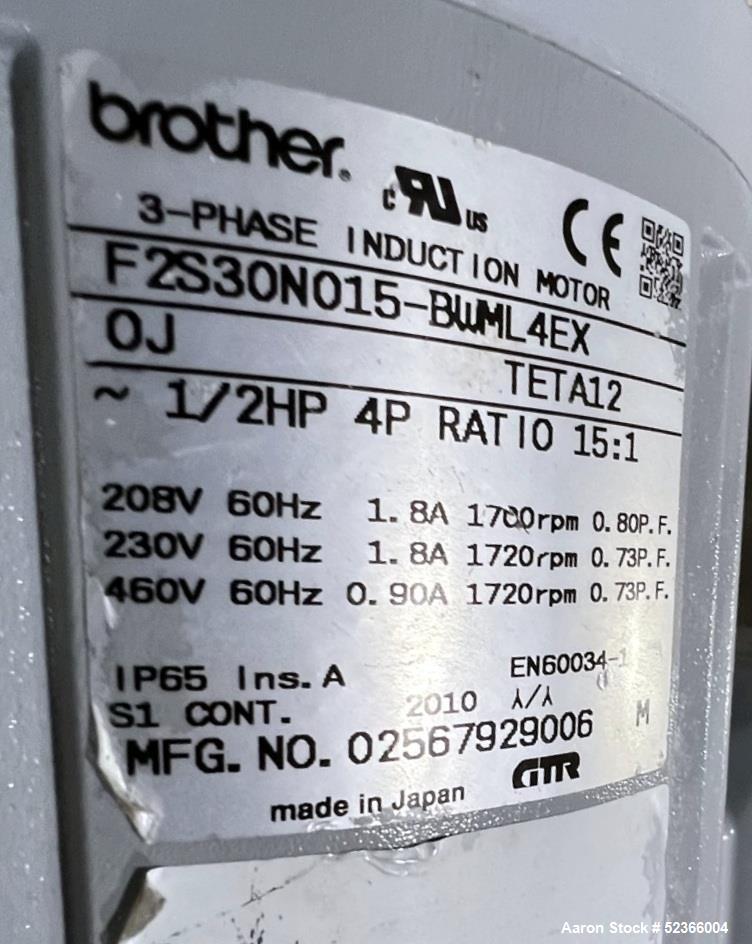 brother®
c RU US CE
3-PHASE INDUCTION MOTOR
F2S30N015-BWML4EX
0J TETA12
~ 1/2HP 4P RATIO 15:1
208V 60Hz 1.8A 1700rpm 0.80P.F.
230V 60Hz 1.8A 1720rpm 0.73P.F.
460V 60Hz 0.90A 1720rpm 0.73P.F.
IP65 Ins.A EN60034-1
S1 CONT. 2010 ⅄/⅄ M
MFG. NO. 02567929006
GTR
made in Japan
Aaron Stock # 52366004